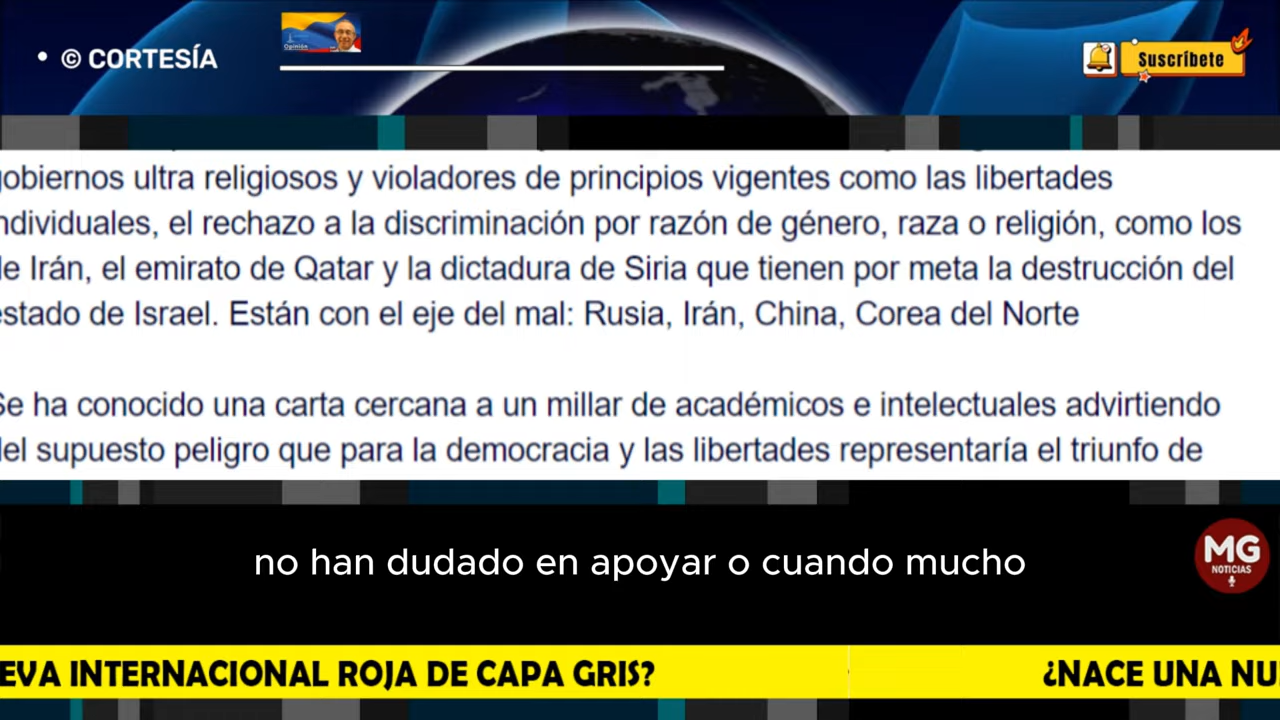 • © CORTESÍA
Opinión
Suscríbete
gobiernos ultra religiosos y violadores de principios vigentes como las libertades
ndividuales, el rechazo a la discriminación por razón de género, raza o religión, como los
de Irán, el emirato de Qatar y la dictadura de Siria que tienen por meta la destrucción del
estado de Israel. Están con el eje del mal: Rusia, Irán, China, Corea del Norte
Se ha conocido una carta cercana a un millar de académicos e intelectuales advirtiendo
del supuesto peligro que para la democracia y las libertades representaría el triunfo de
no han dudado en apoyar o cuando mucho
MG
NOTICIAS
EVA INTERNACIONAL ROJA DE CAPA GRIS? ¿NACE UNA NU